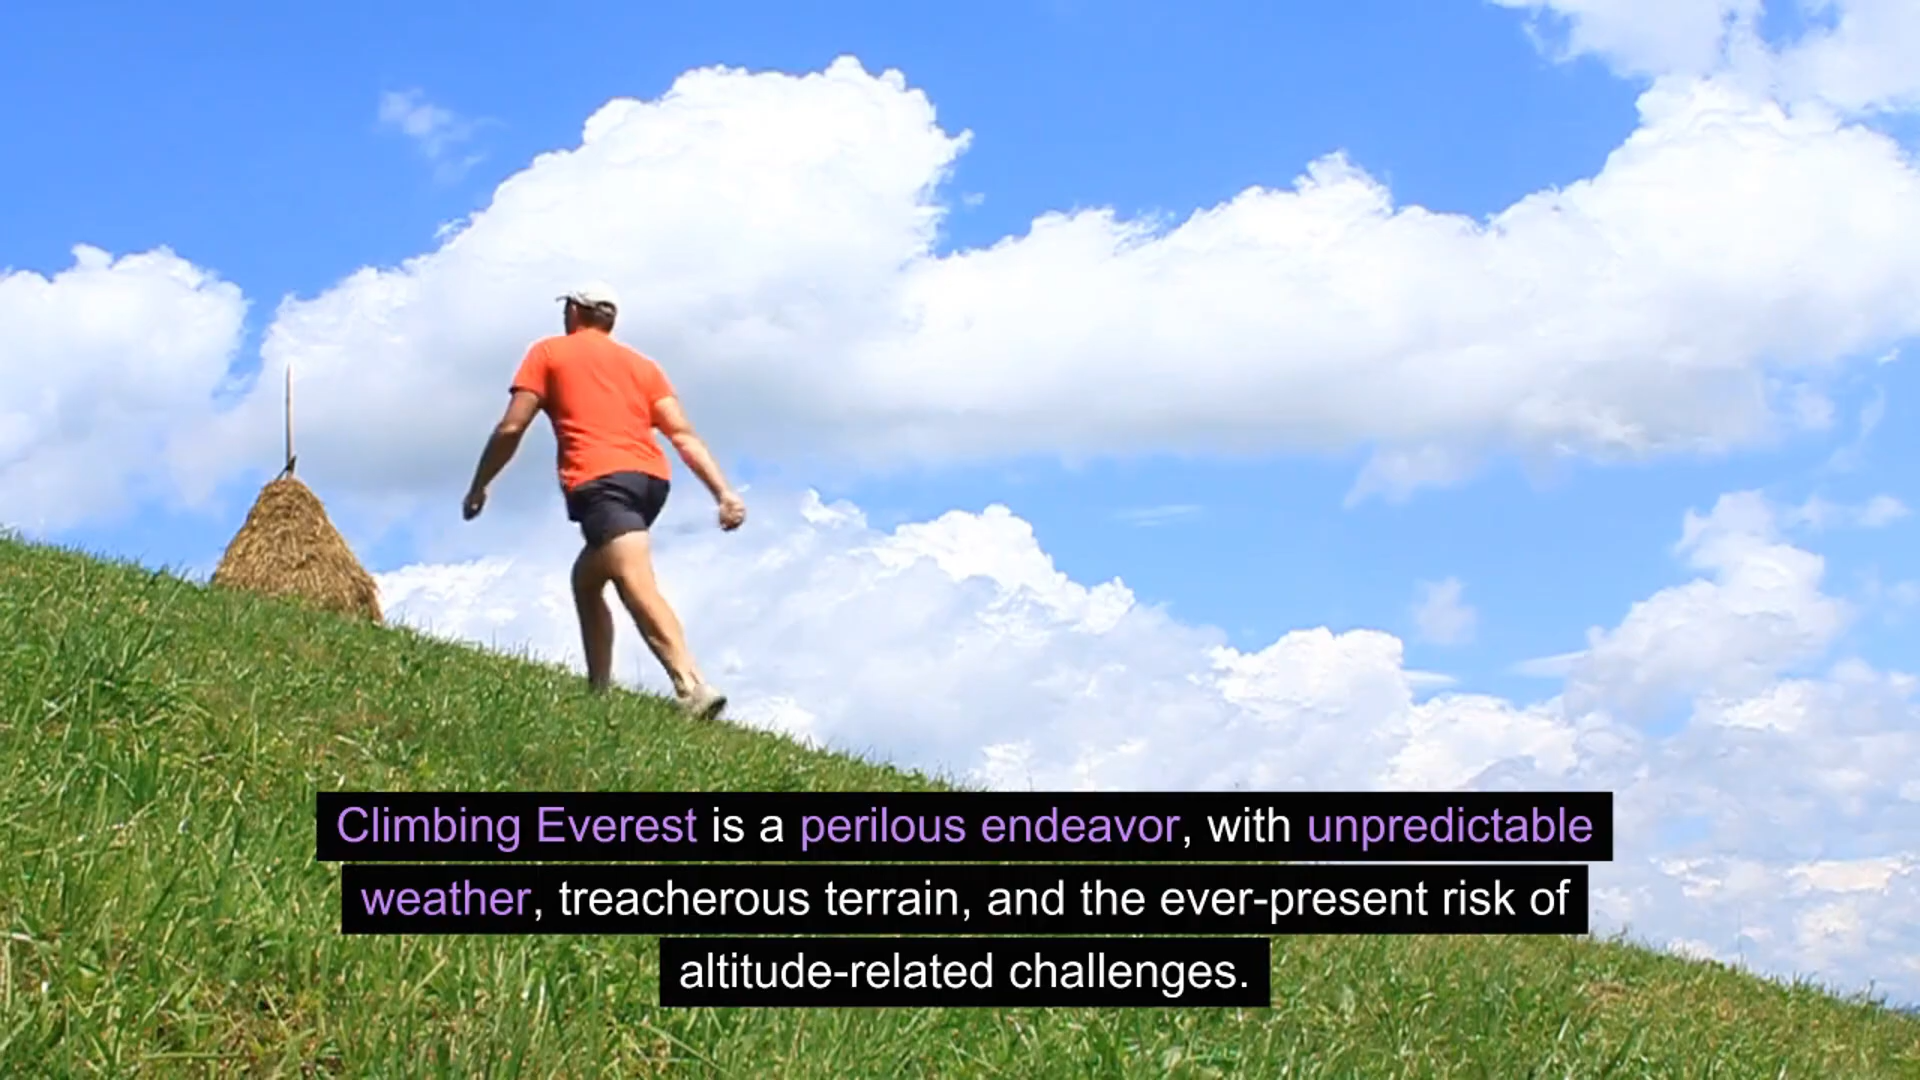 Climbing Everest is a perilous endeavor, with unpredictable
weather, treacherous terrain, and the ever-present risk of
altitude-related challenges.